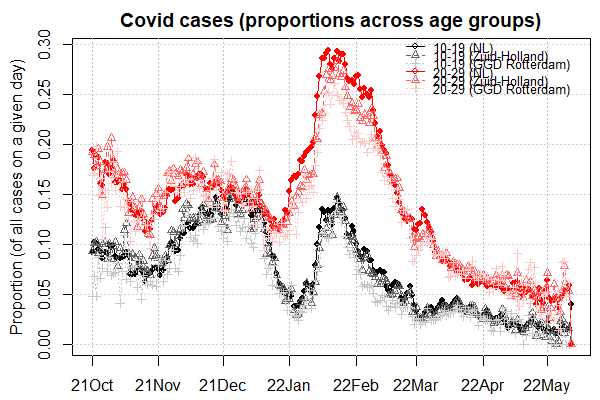 Covid cases (proportions across age groups)
10-19 (NL)
10-19 (Zuid-Holland)
10-19 (GGD Rotterdam)
20-29 (NL)
20-29 (Zuid-Holland)
20-29 (GGD Rotterdam)
Proportion (of all cases on a given day)
0.30
0.25
0.20
0.15
0.10
0.05
0.00
21Oct 21Nov 21Dec 22Jan 22Feb 22Mar 22Apr 22May